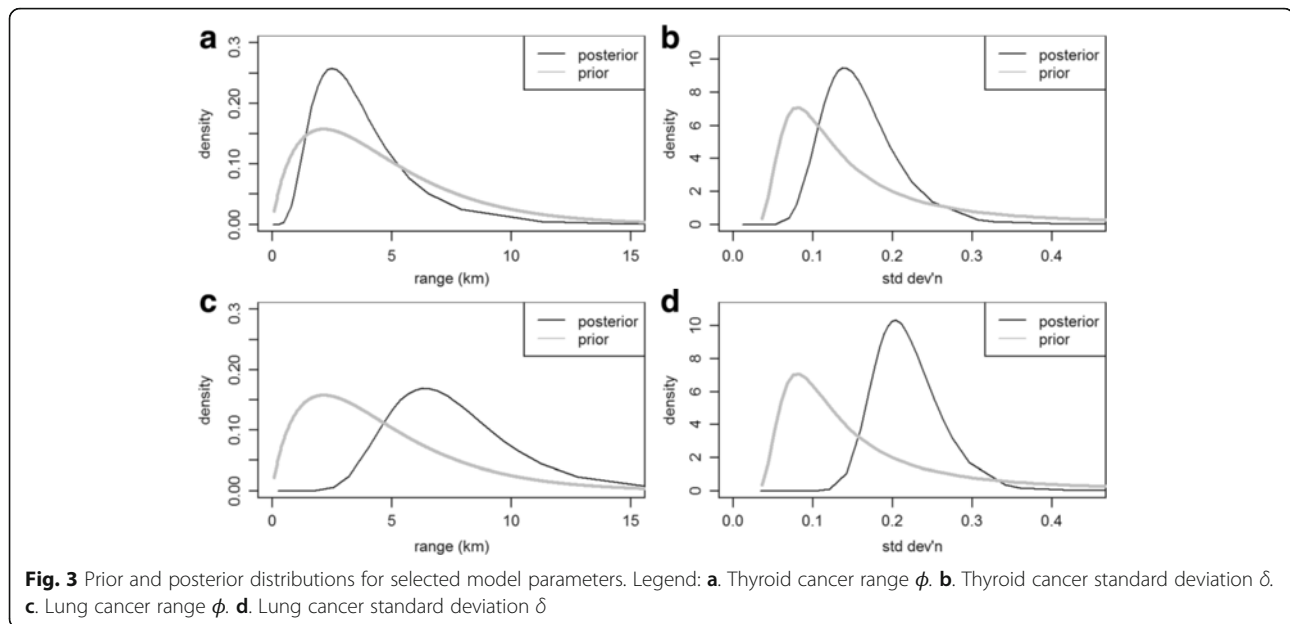 a
0.3
0.20
0.10
0.00
density
posterior
prior
0
5
10
15
range (km)
b
10
8
6
4
2
0
density
posterior
prior
0.0
0.1
0.2
0.3
0.4
std dev'n
c
0.3
0.20
0.10
0.00
density
posterior
prior
0
5
10
15
range (km)
d
10
8
6
4
2
0
density
posterior
prior
0.0
0.1
0.2
0.3
0.4
std dev'n
Fig. 3 Prior and posterior distributions for selected model parameters. Legend: a. Thyroid cancer range ϕ. b. Thyroid cancer standard deviation δ.
c. Lung cancer range ϕ. d. Lung cancer standard deviation δ